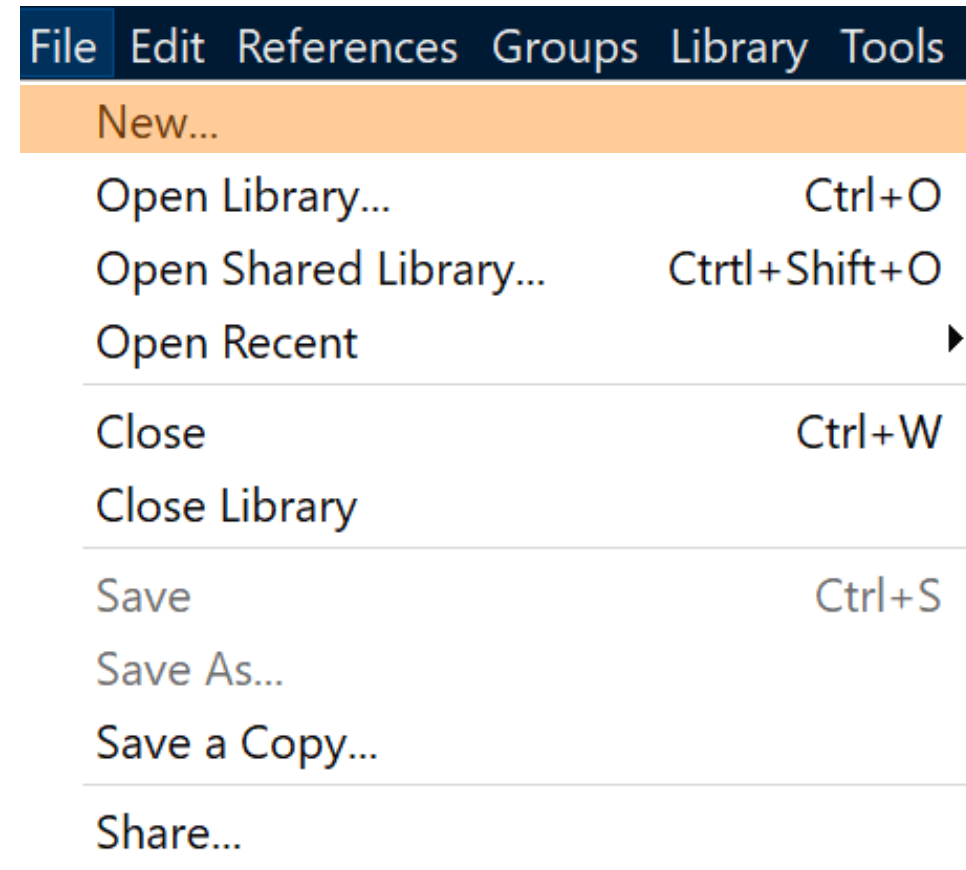 File Edit References Groups Library Tools
New...
Open Library... Ctrl+O
Open Shared Library... Ctrtl+Shift+O
Open Recent
Close Ctrl+W
Close Library
Save Ctrl+S
Save As...
Save a Copy...
Share...